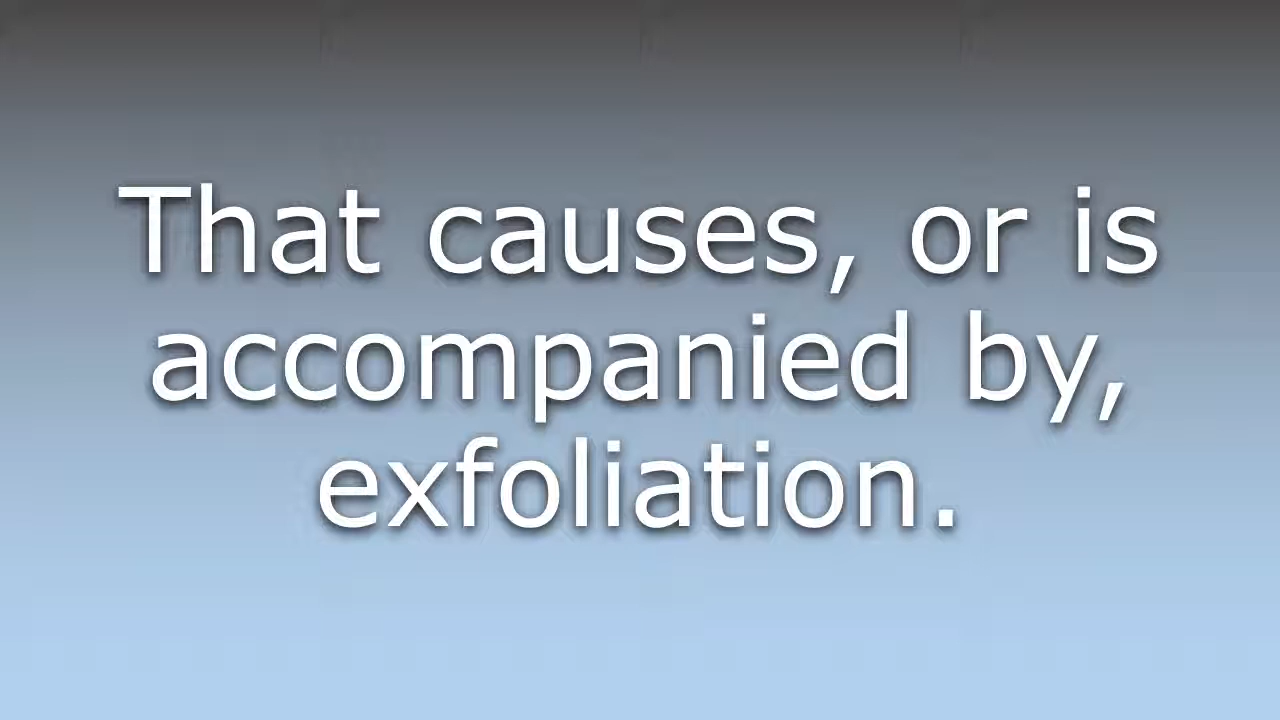 That causes, or is
accompanied by,
exfoliation.